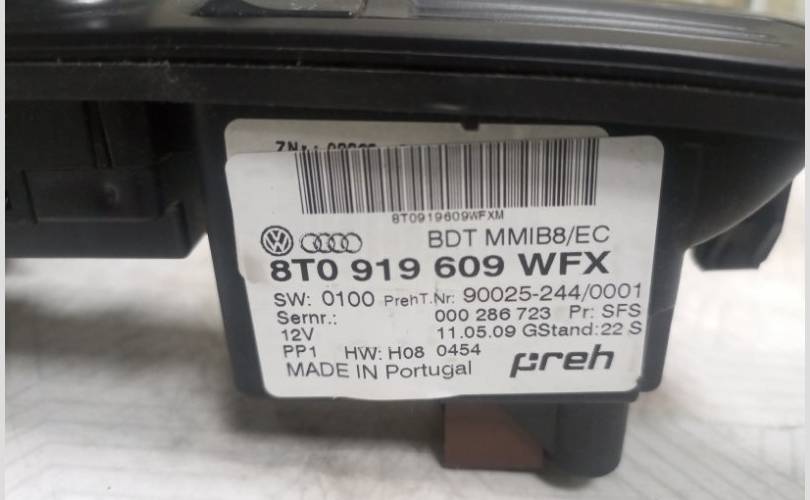 ZNr.:
8T0919609WFXM
BDT MMIB8/EC
8T0 919 609 WFX
SW: 0100 PrehT.Nr: 90025-244/0001
Sernr.: 000 286 723 Pr: SFS
12V 11.05.09 GStand:22 S
PP1 HW: H08 0454
MADE IN Portugal preh